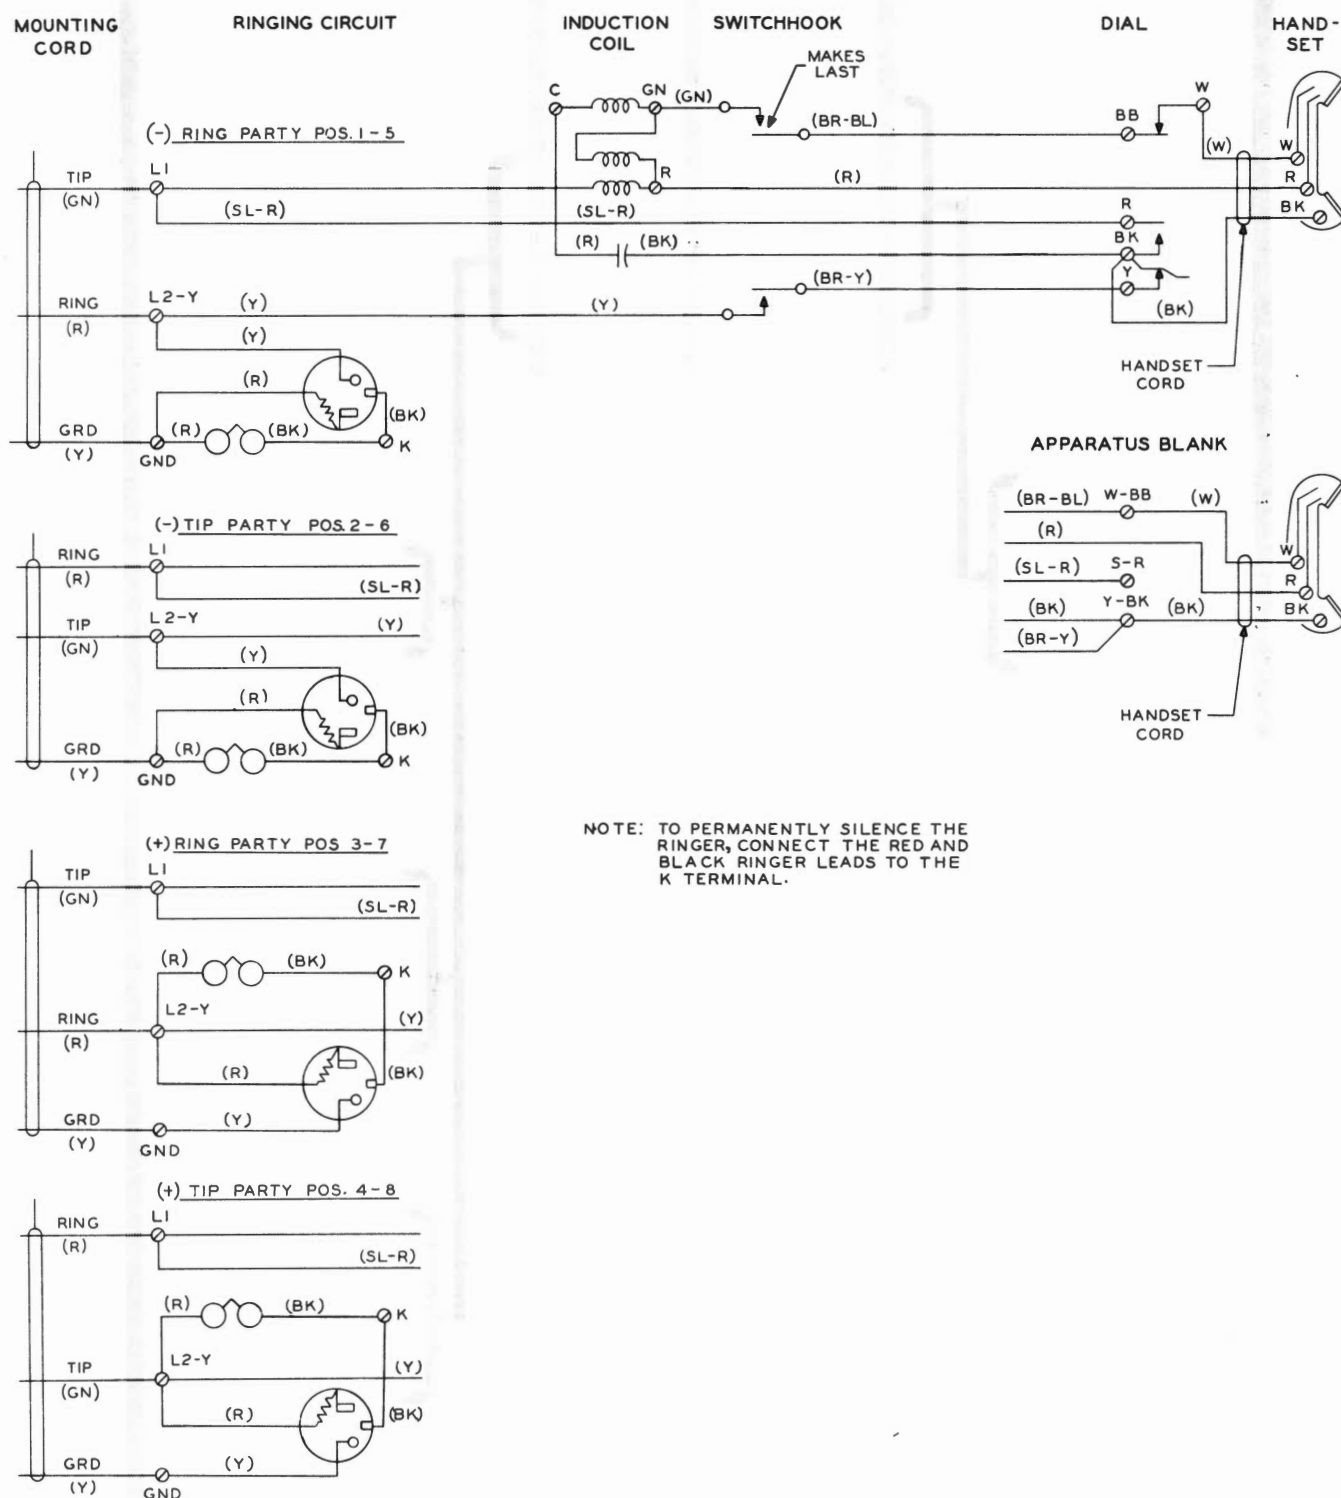 MOUNTING
CORD
RINGING CIRCUIT
INDUCTION
COIL
SWITCHHOOK
DIAL
HAND-
SET
MAKES
LAST
C
GN
(GN)
W
(-) RING PARTY POS. 1-5
(BR-BL)
BB
(W)
W
TIP
(GN)
L1
R
(R)
R
(SL-R)
(SL-R)
R
BK
(R)
(BK)
BK
Y
(BR-Y)
RING
(R)
L2-Y
(Y)
(Y)
(BK)
(Y)
(R)
HANDSET
CORD
(BK)
GRD
(Y)
(R)
(BK)
K
GND
APPARATUS BLANK
(BR-BL)
W-BB
(W)
(R)
W
(SL-R)
S-R
R
(BK)
Y-BK
(BK)
BK
(BR-Y)
HANDSET
CORD
(-) TIP PARTY POS. 2-6
RING
(R)
L1
(SL-R)
TIP
(GN)
L2-Y
(Y)
(Y)
(R)
(BK)
GRD
(Y)
(R)
(BK)
K
GND
NOTE: TO PERMANENTLY SILENCE THE
RINGER, CONNECT THE RED AND
BLACK RINGER LEADS TO THE
K TERMINAL.
(+) RING PARTY POS 3-7
TIP
(GN)
L1
(SL-R)
(R)
(BK)
K
L2-Y
RING
(R)
(Y)
(R)
(BK)
GRD
(Y)
(Y)
GND
(+) TIP PARTY POS. 4-8
RING
(R)
L1
(SL-R)
(R)
(BK)
K
L2-Y
TIP
(GN)
(Y)
(R)
(BK)
GRD
(Y)
(Y)
GND